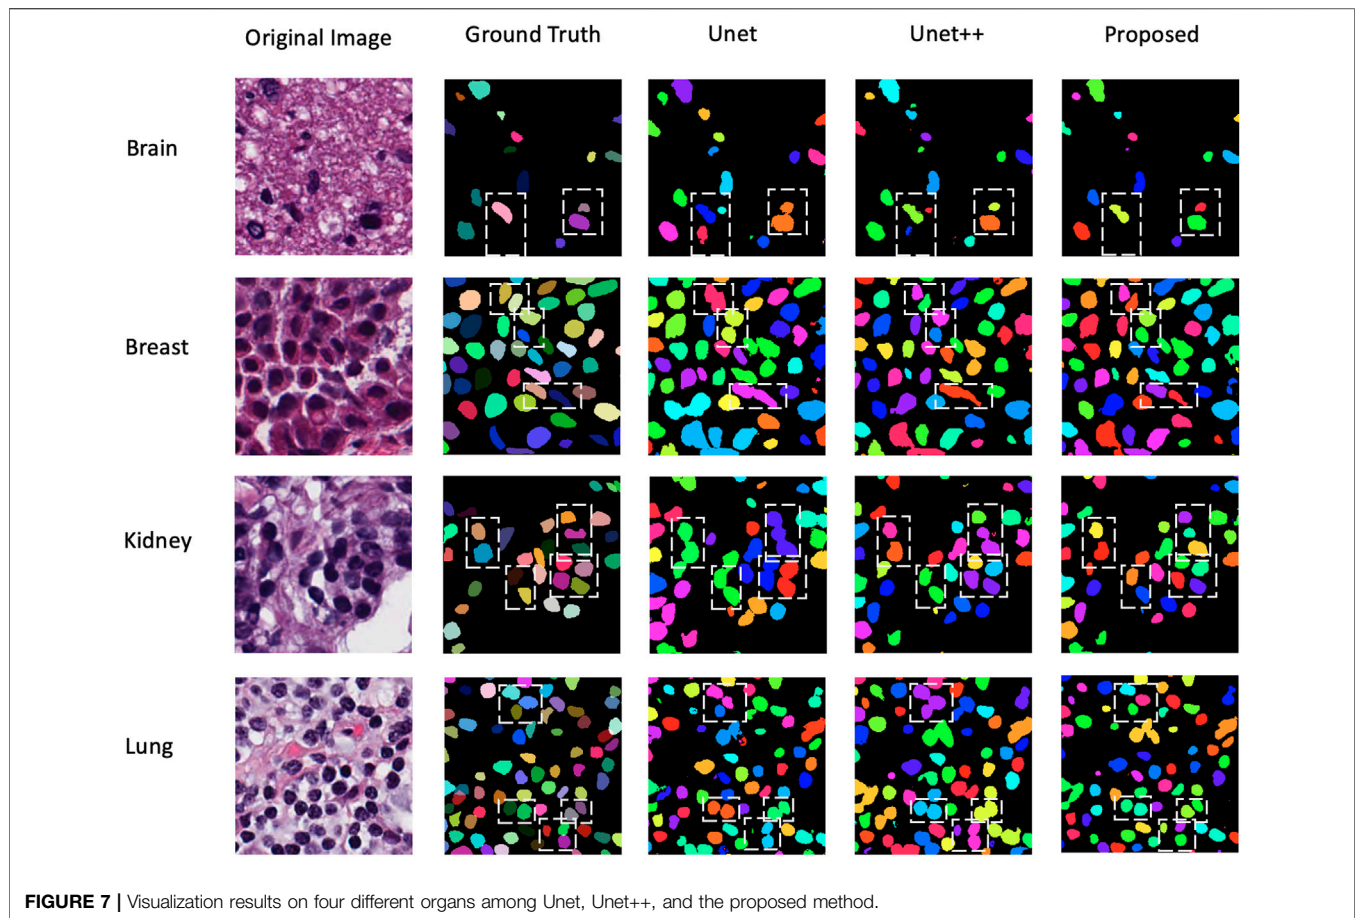 Original Image Ground Truth Unet Unet++ Proposed
Brain
Breast
Kidney
Lung
FIGURE 7 | Visualization results on four different organs among Unet, Unet++, and the proposed method.